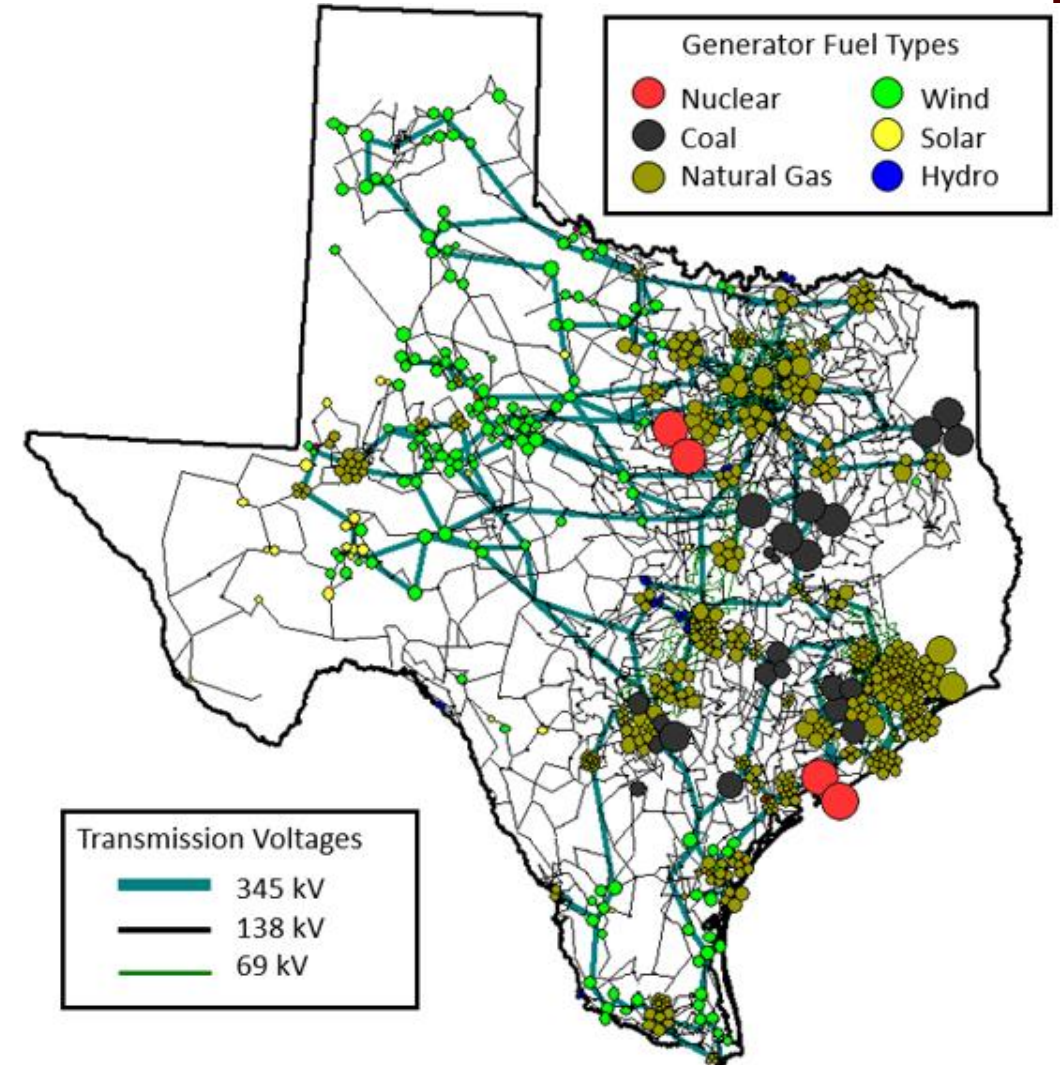 Generator Fuel Types
Nuclear
Wind
Coal
Solar
Natural Gas
Hydro
Transmission Voltages
345 kV
138 kV
69 kV